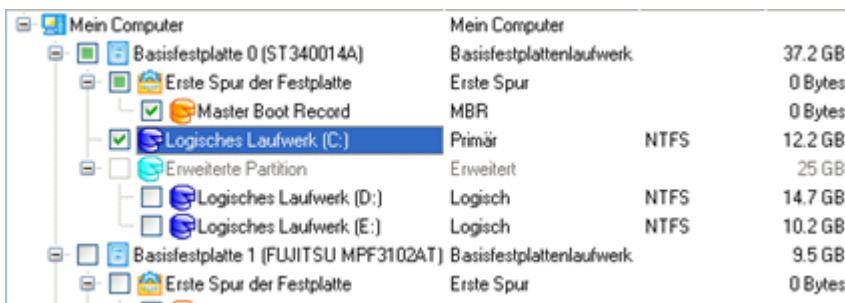 Mein Computer Mein Computer
Basisfestplatte 0 (ST340014A) Basisfestplattenlaufwerk 37.2 GB
Erste Spur der Festplatte Erste Spur 0 Bytes
Master Boot Record MBR 0 Bytes
Logisches Laufwerk (C:) Primär NTFS 12.2 GB
Erweiterte Partition Erweitert 25 GB
Logisches Laufwerk (D:) Logisch NTFS 14.7 GB
Logisches Laufwerk (E:) Logisch NTFS 10.2 GB
Basisfestplatte 1 (FUJITSU MPF3102AT) Basisfestplattenlaufwerk 9.5 GB
Erste Spur der Festplatte Erste Spur 0 Bytes